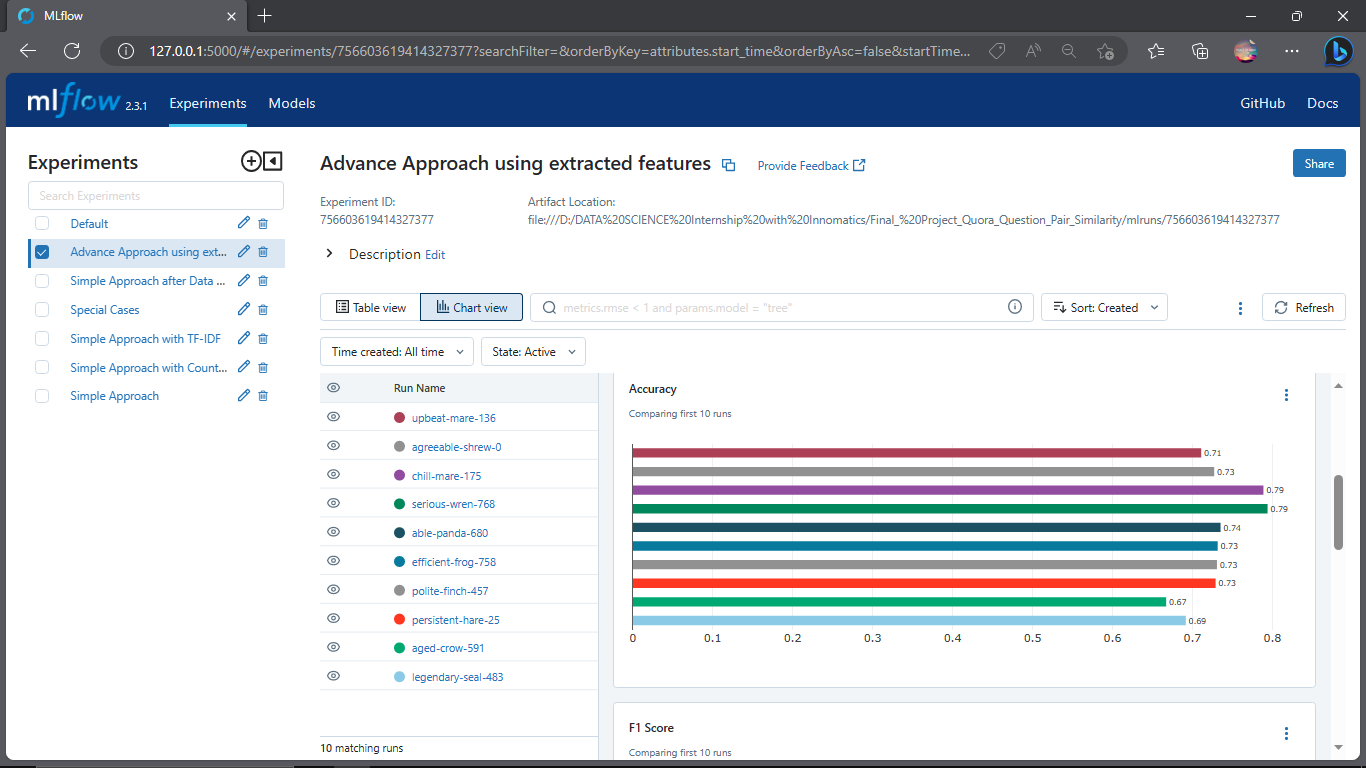 MLflow
127.0.0.1:5000/#/experiments/756603619414327377?searchFilter=&orderByKey=attributes.start_time&orderByAsc=false&startTime...
mlflow 2.3.1 Experiments Models GitHub Docs
Experiments
Search Experiments
Default
Advance Approach using ext...
Simple Approach after Data ...
Special Cases
Simple Approach with TF-IDF
Simple Approach with Count...
Simple Approach
Advance Approach using extracted features Provide Feedback Share
Experiment ID: Artifact Location:
756603619414327377 file:///D:/DATA%20SCIENCE%20Internship%20with%20Innomatics/Final_%20Project_Quora_Question_Pair_Similarity/mlruns/756603619414327377
Description Edit
Table view Chart view metrics.rmse < 1 and params.model = "tree" Sort: Created Refresh
Time created: All time State: Active
Run Name
upbeat-mare-136
agreeable-shrew-0
chill-mare-175
serious-wren-768
able-panda-680
efficient-frog-758
polite-finch-457
persistent-hare-25
aged-crow-591
legendary-seal-483
10 matching runs
Accuracy
Comparing first 10 runs
0.71
0.73
0.79
0.79
0.74
0.73
0.73
0.73
0.67
0.69
0 0.1 0.2 0.3 0.4 0.5 0.6 0.7 0.8
F1 Score
Comparing first 10 runs